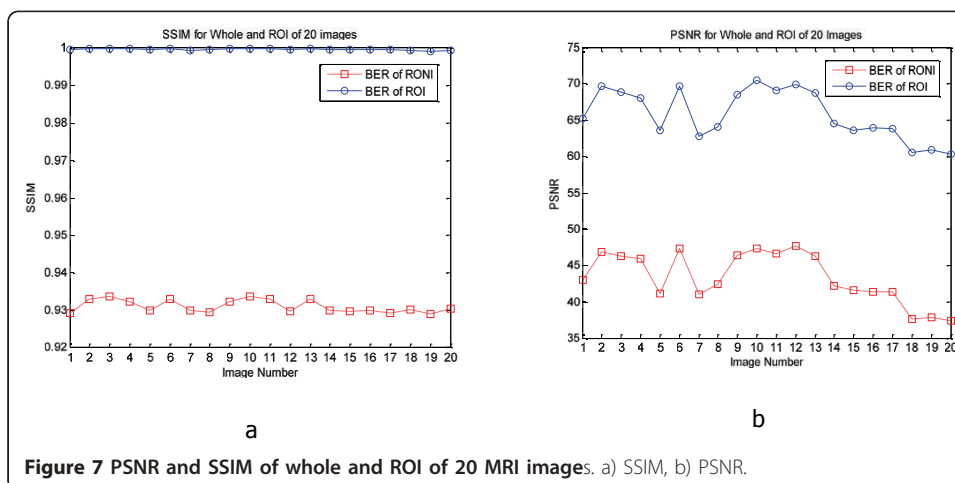 SSIM for Whole and ROI of 20 images
1
0.99
0.98
0.97
0.96
0.95
0.94
0.93
0.92
SSIM
BER of RONI
BER of ROI
1 2 3 4 5 6 7 8 9 10 11 12 13 14 15 16 17 18 19 20
Image Number
a
PSNR for Whole and ROI of 20 Images
75
70
65
60
55
50
45
40
35
PSNR
BER of RONI
BER of ROI
1 2 3 4 5 6 7 8 9 10 11 12 13 14 15 16 17 18 19 20
Image Number
b
Figure 7 PSNR and SSIM of whole and ROI of 20 MRI images. a) SSIM, b) PSNR.